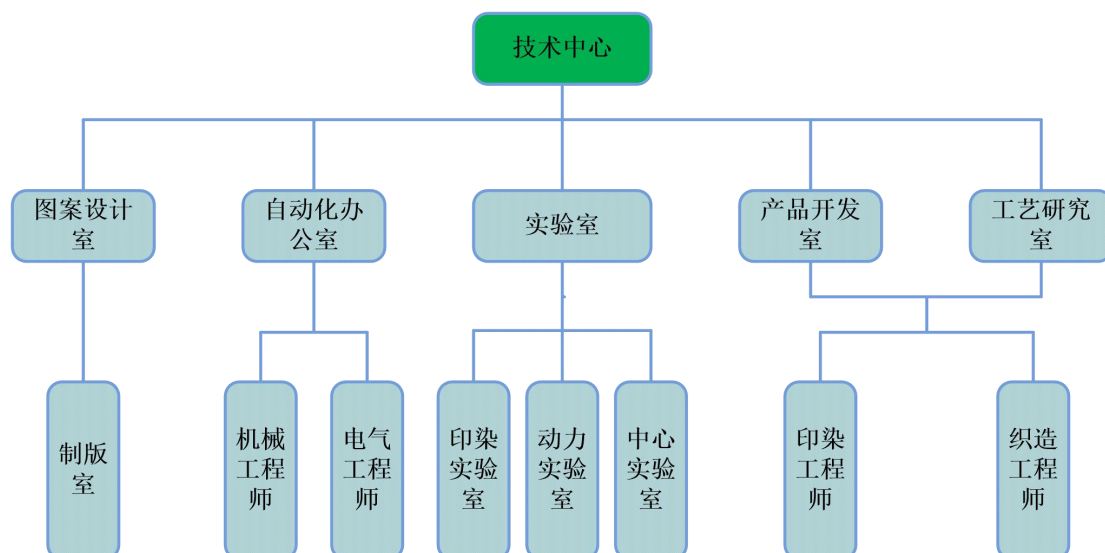 技术中心
图案设计
室
自动化办
公室
实验室
产品开发
室
工艺研究
室
制版
室
机械
工程
师
电气
工程
师
印染
实验
室
动力
实验
室
中心
实验
室
印染
工程
师
织造
工程
师